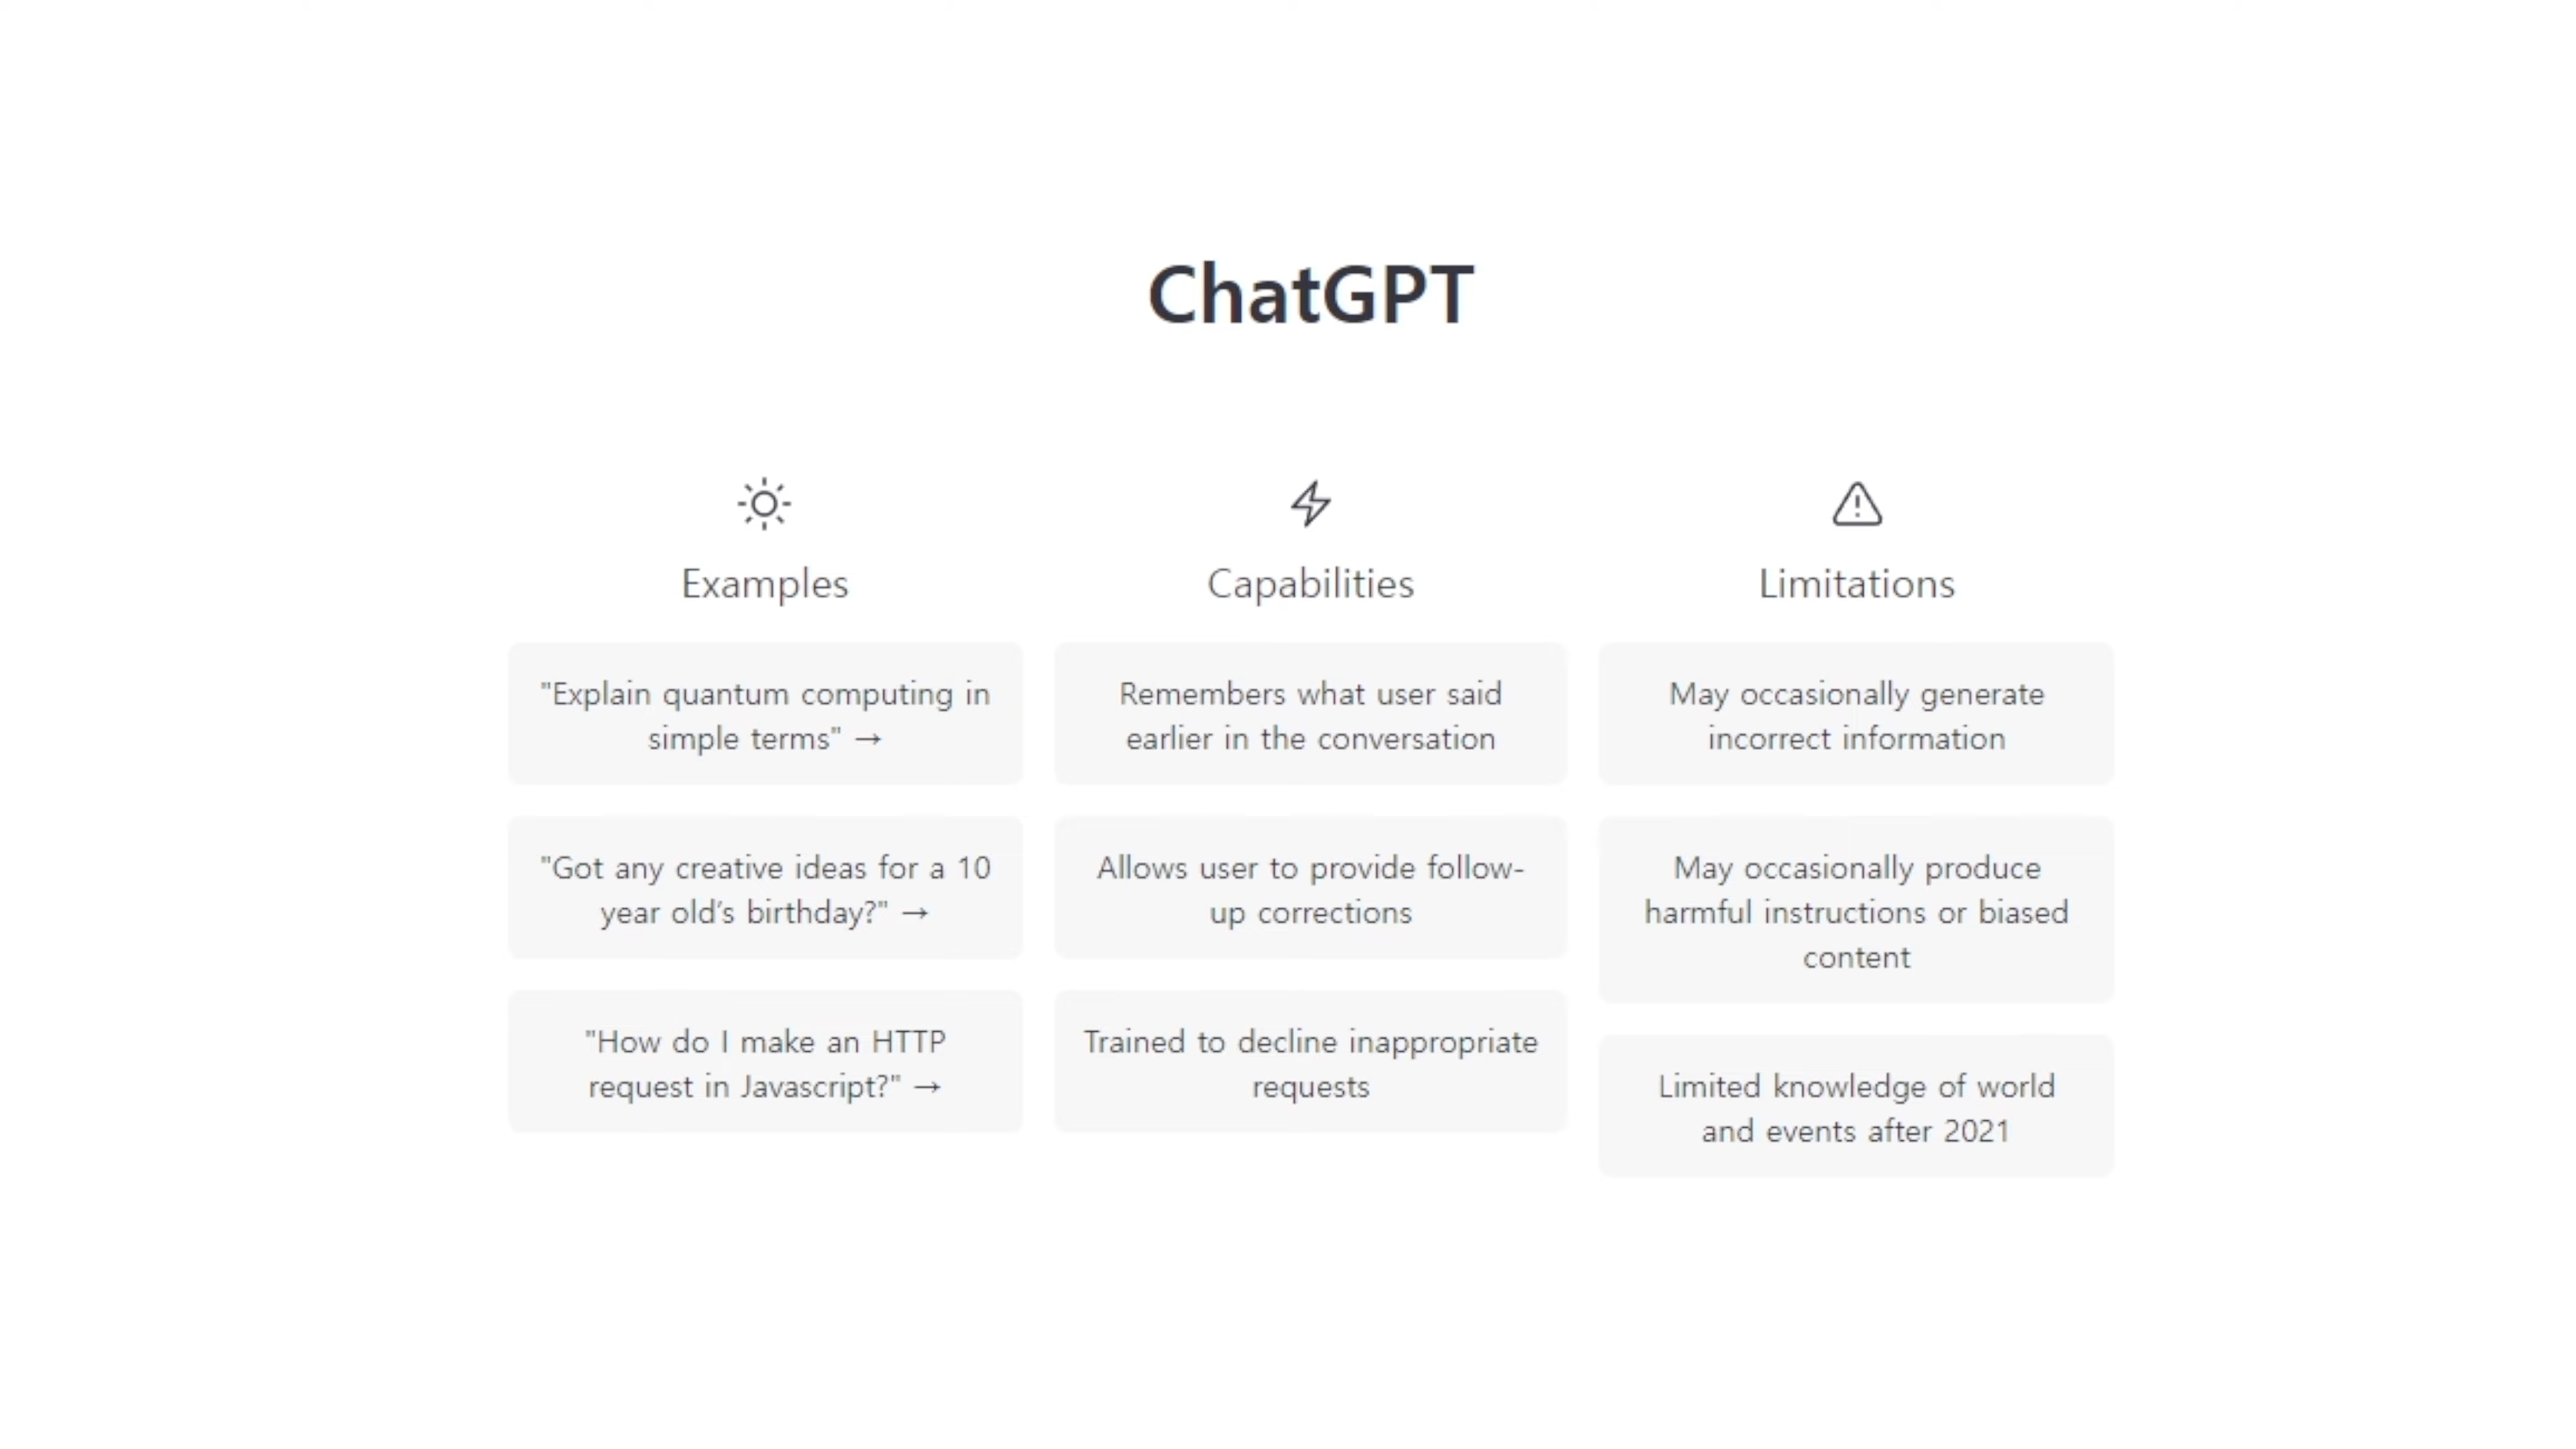 ChatGPT
Examples
"Explain quantum computing in
simple terms" →
"Got any creative ideas for a 10
year old's birthday?" →
"How do I make an HTTP
request in Javascript?" →
Capabilities
Remembers what user said
earlier in the conversation
Allows user to provide follow-
up corrections
Trained to decline inappropriate
requests
Limitations
May occasionally generate
incorrect information
May occasionally produce
harmful instructions or biased
content
Limited knowledge of world
and events after 2021